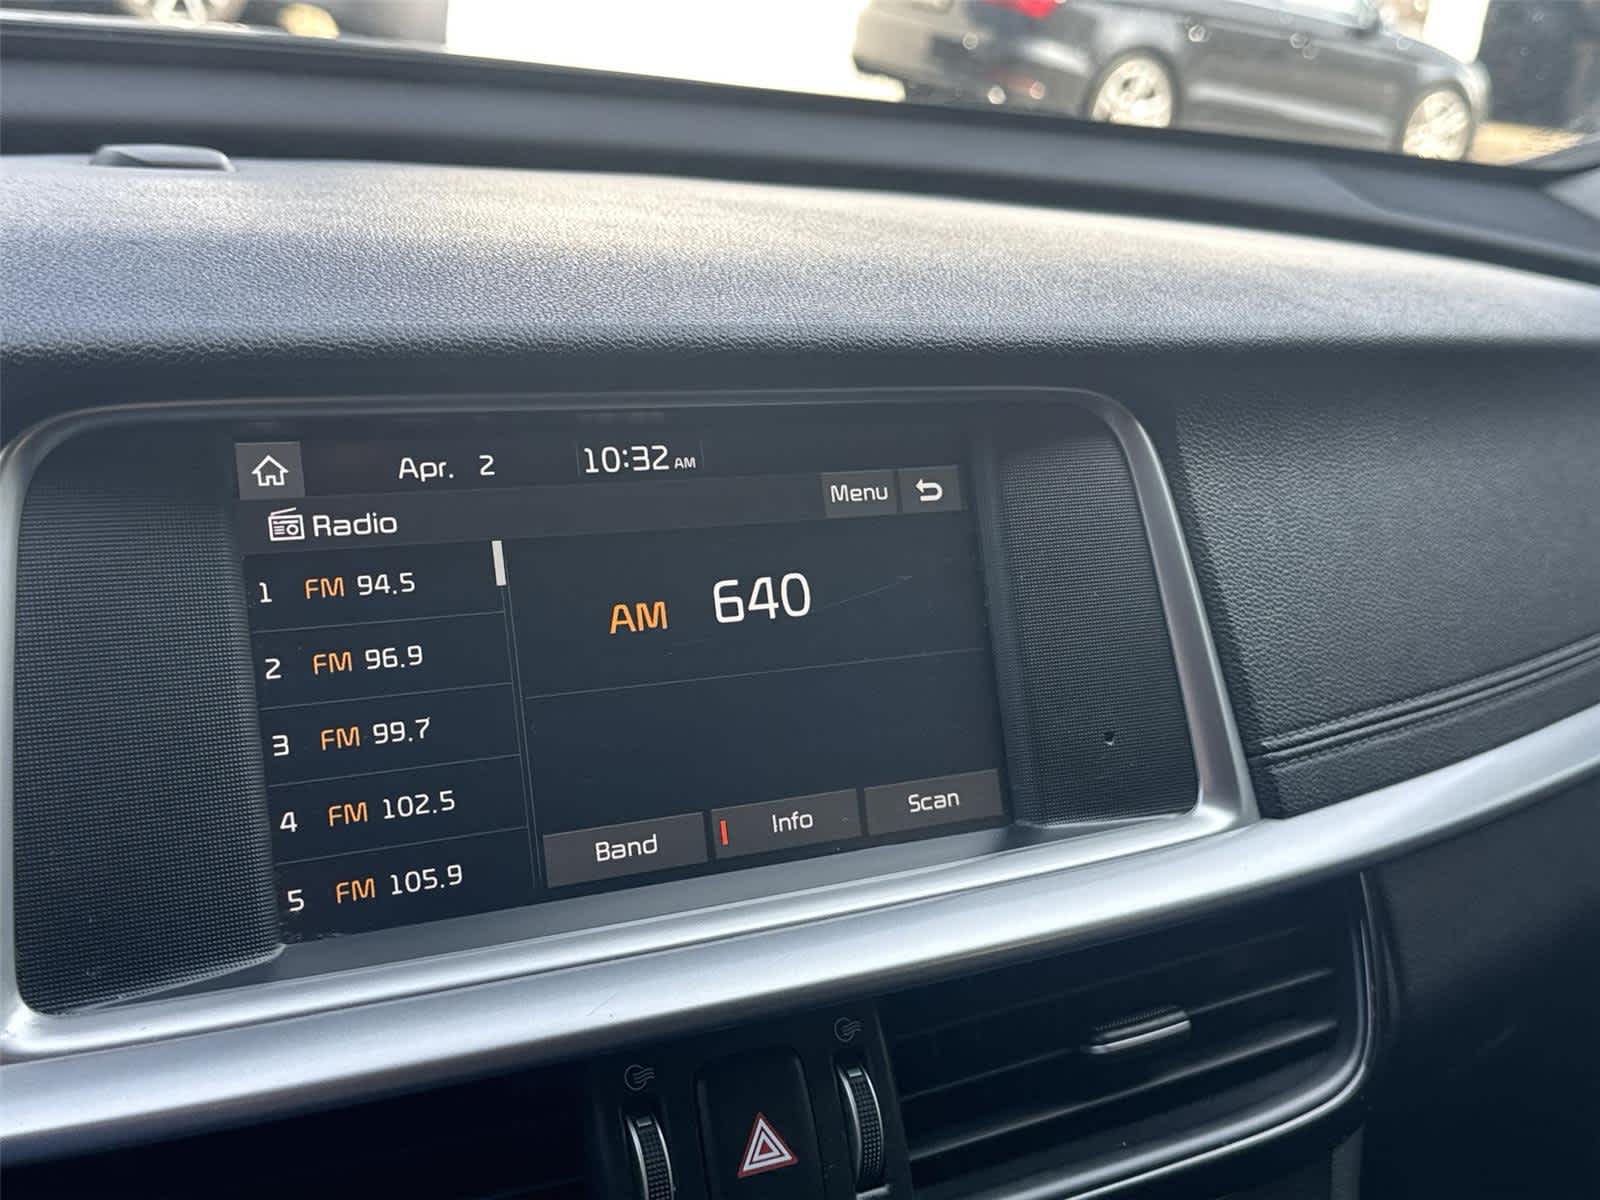 Apr. 2 10:32 AM
Radio Menu
1 FM 94.5
2 FM 96.9
3 FM 99.7
4 FM 102.5
5 FM 105.9
AM 640
Band Info Scan